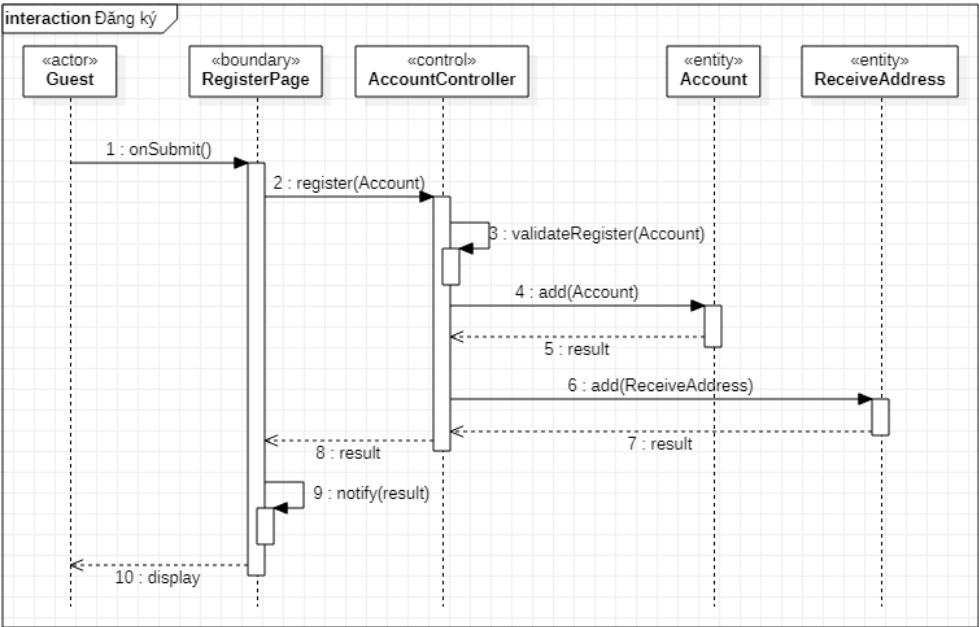 interaction Đăng ký
«actor»
Guest
«boundary»
RegisterPage
«control»
AccountController
«entity»
Account
«entity»
ReceiveAddress
1 : onSubmit()
2 : register(Account)
3 : validateRegister(Account)
4 : add(Account)
5 : result
6 : add(ReceiveAddress)
7 : result
8 : result
9 : notify(result)
10 : display